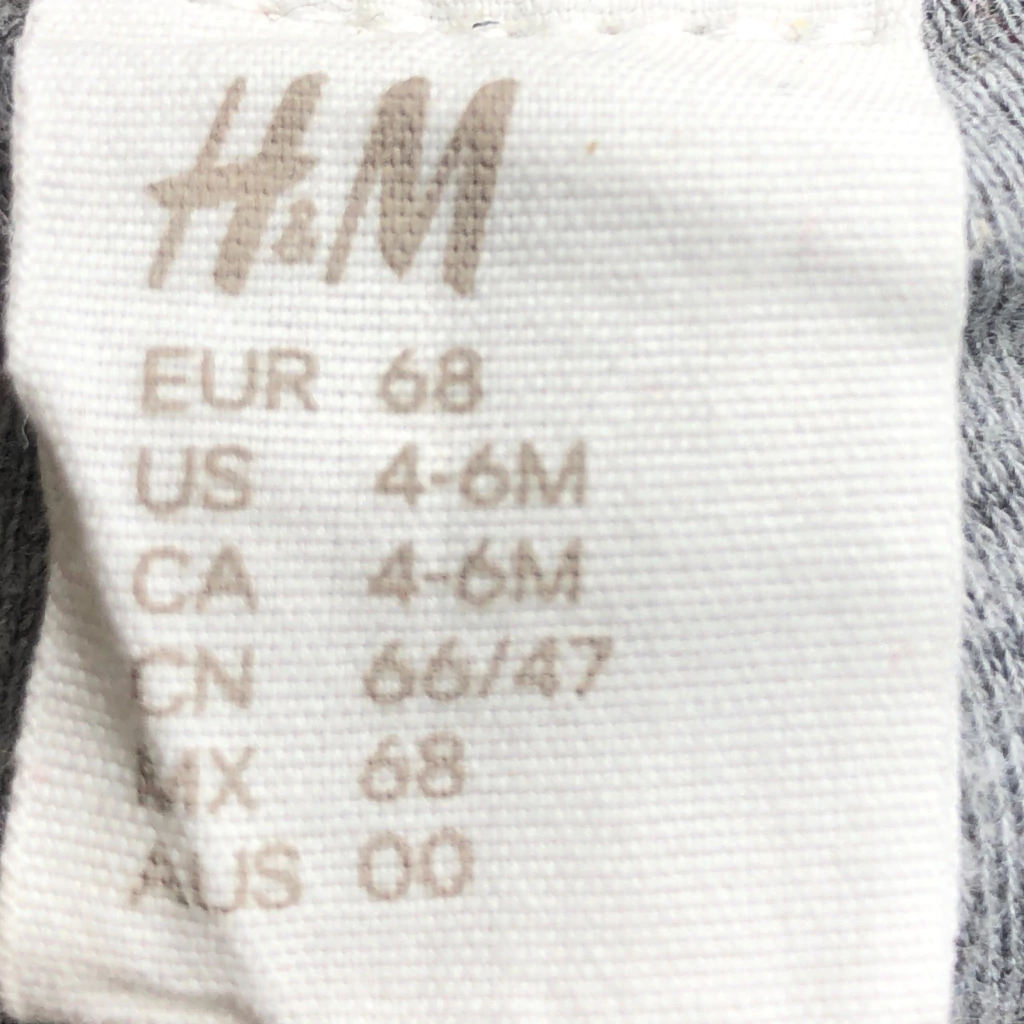 H&M
EUR 68
US 4-6M
CA 4-6M
CN 66/47
MX 68
AUS 00